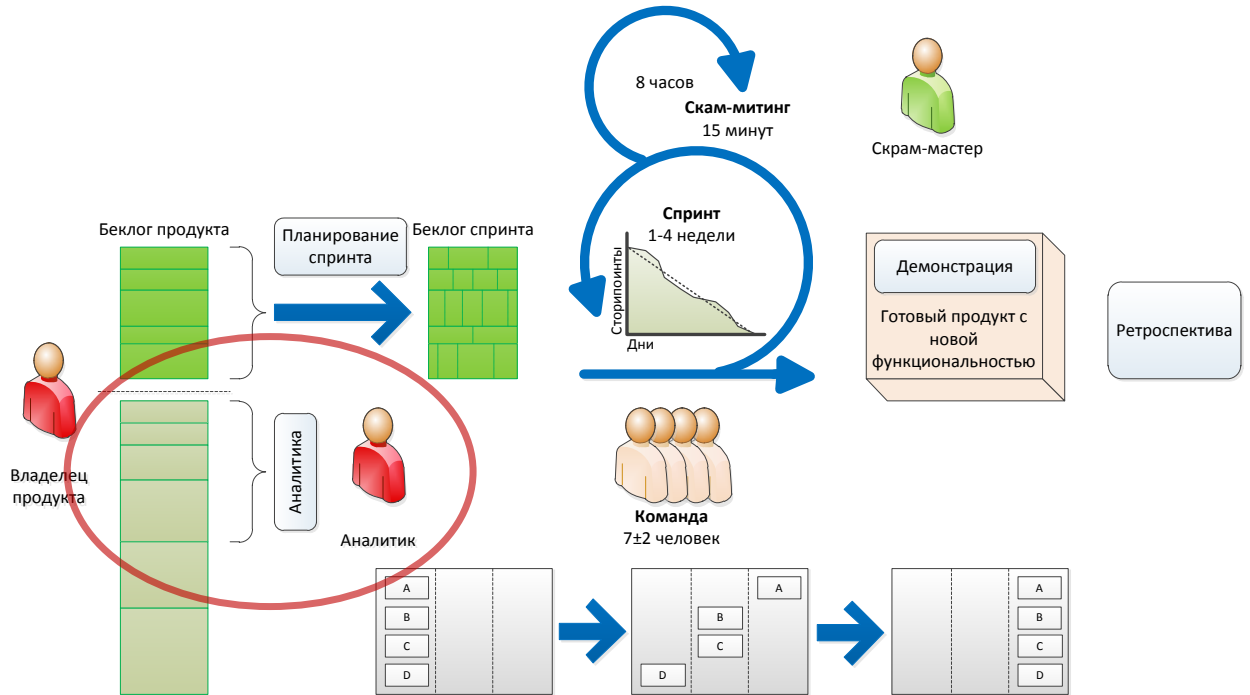 8 часов
Скам-митинг
15 минут
Скрам-мастер
Беклог продукта
Планирование
спринта
Беклог спринта
Спринт
1-4 недели
Сторипоинты
Дни
Демонстрация
Готовый продукт с
новой
функциональностью
Ретроспектива
Владелец
продукта
Аналитика
Аналитик
Команда
7±2 человек
A
B
C
D
A
B
C
D
A
B
C
D